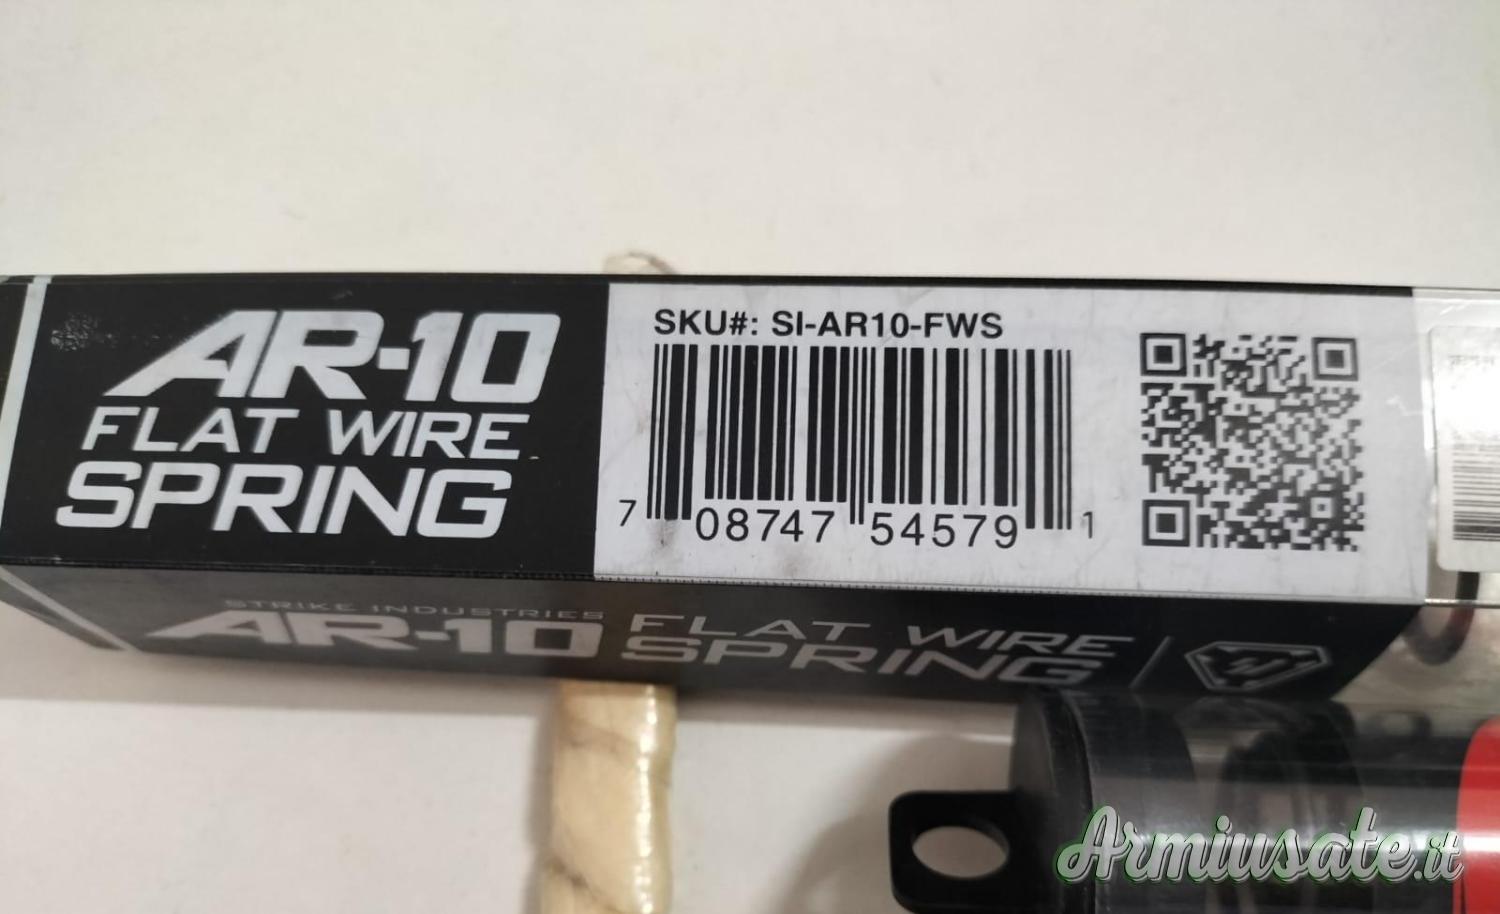 AR-10
FLAT WIRE
SPRING
SKU#: SI-AR10-FWS
7 08747 54579 1
STRIKE INDUSTRIES
AR-10 FLAT WIRE
SPRING
Armiusate.it